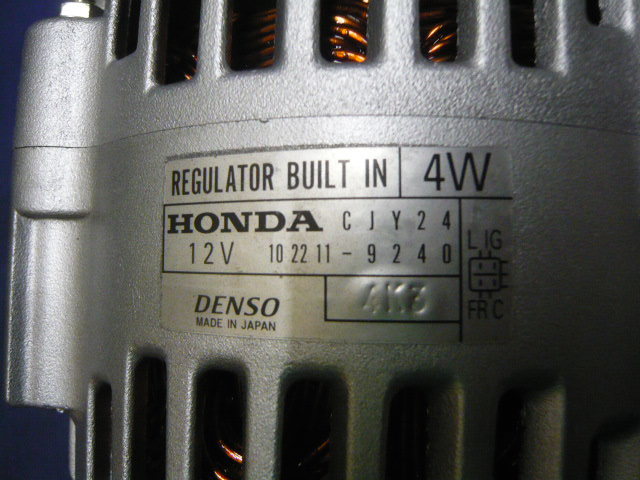 REGULATOR BUILT IN 4W
HONDA CJY24
12V 102211-9240
L IG
E
FR C
DENSO
MADE IN JAPAN
4K3